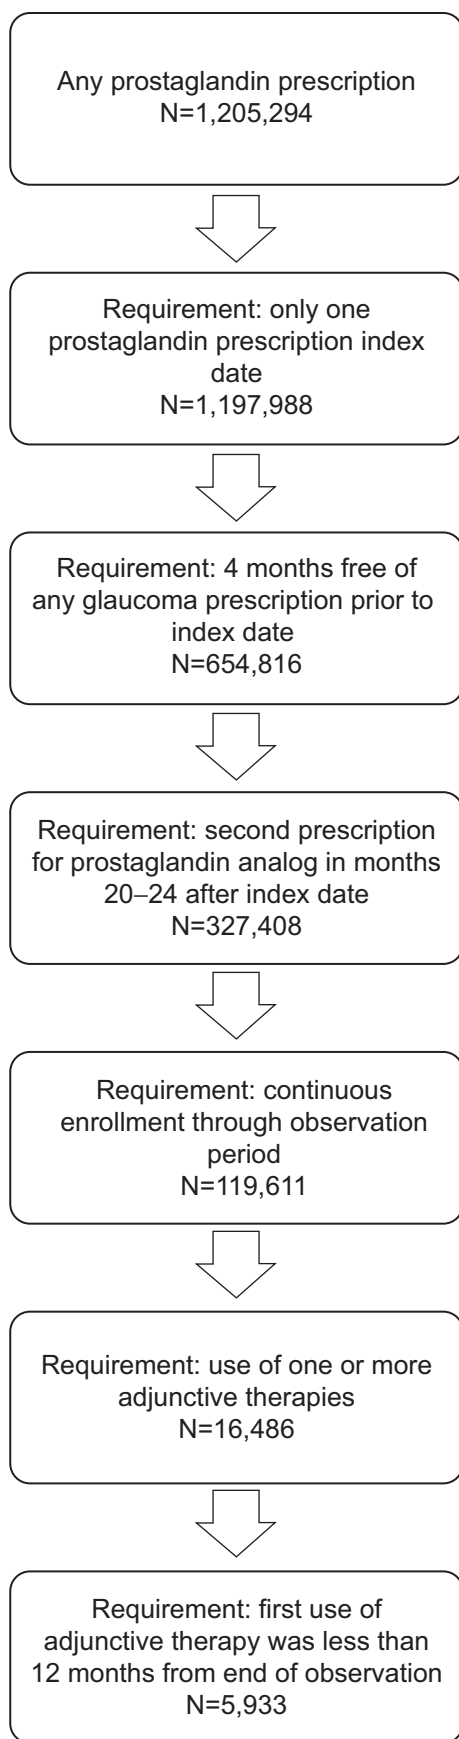 Any prostaglandin prescription
N=1,205,294
Requirement: only one
prostaglandin prescription index
date
N=1,197,988
Requirement: 4 months free of
any glaucoma prescription prior to
index date
N=654,816
Requirement: second prescription
for prostaglandin analog in months
20–24 after index date
N=327,408
Requirement: continuous
enrollment through observation
period
N=119,611
Requirement: use of one or more
adjunctive therapies
N=16,486
Requirement: first use of
adjunctive therapy was less than
12 months from end of observation
N=5,933